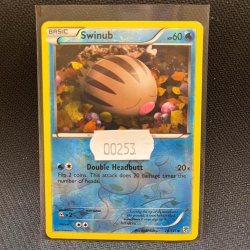 BASIC
Swinub
HP60
00253
Double Headbutt
20×
Flip 2 coins. This attack does 20 damage times the
number of heads.
×2